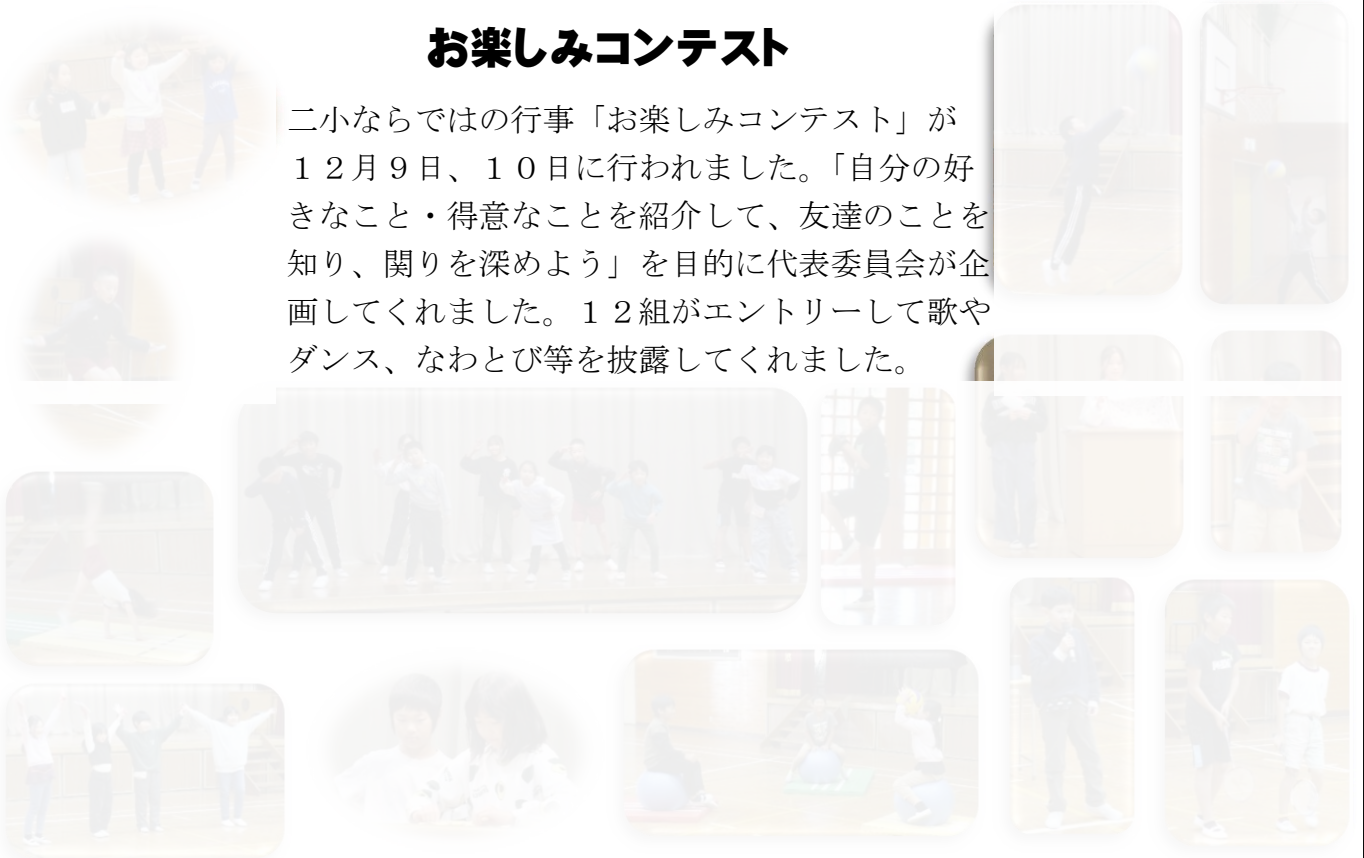 お楽しみコンテスト
二小ならではの行事「お楽しみコンテスト」が
１２月９日、１０日に行われました。「自分の好
きなこと・得意なことを紹介して、友達のことを
知り、関りを深めよう」を目的に代表委員会が企
画してくれました。１２組がエントリーして歌や
ダンス、なわとび等を披露してくれました。